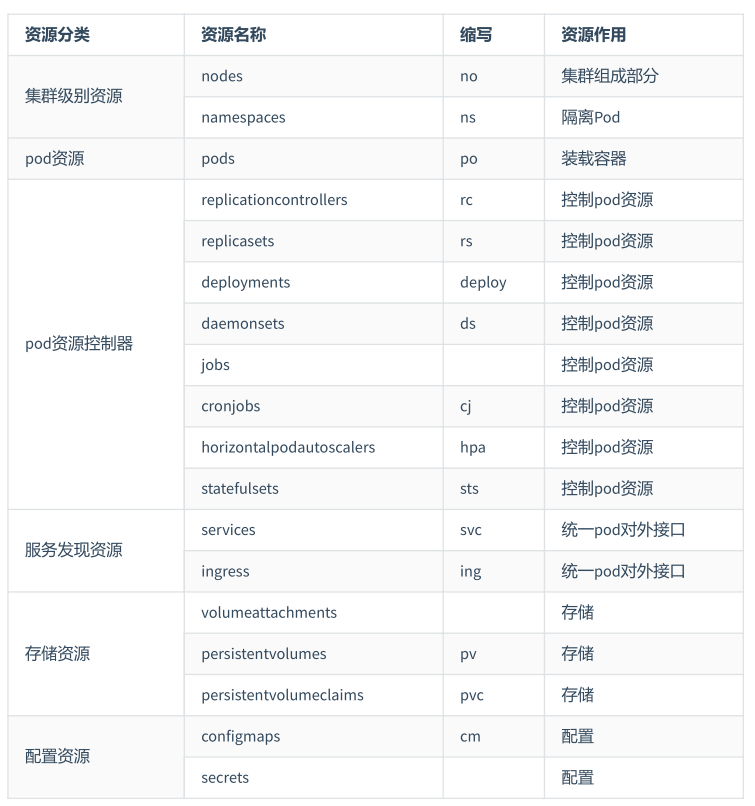 资源分类 资源名称 缩写 资源作用
集群级别资源 nodes no 集群组成部分
namespaces ns 隔离Pod
pod资源 pods po 装载容器
pod资源控制器 replicationcontrollers rc 控制pod资源
replicasets rs 控制pod资源
deployments deploy 控制pod资源
daemonsets ds 控制pod资源
jobs 控制pod资源
cronjobs cj 控制pod资源
horizontalpodautoscalers hpa 控制pod资源
statefulsets sts 控制pod资源
服务发现资源 services svc 统一pod对外接口
ingress ing 统一pod对外接口
存储资源 volumeattachments 存储
persistentvolumes pv 存储
persistentvolumeclaims pvc 存储
配置资源 configmaps cm 配置
secrets 配置